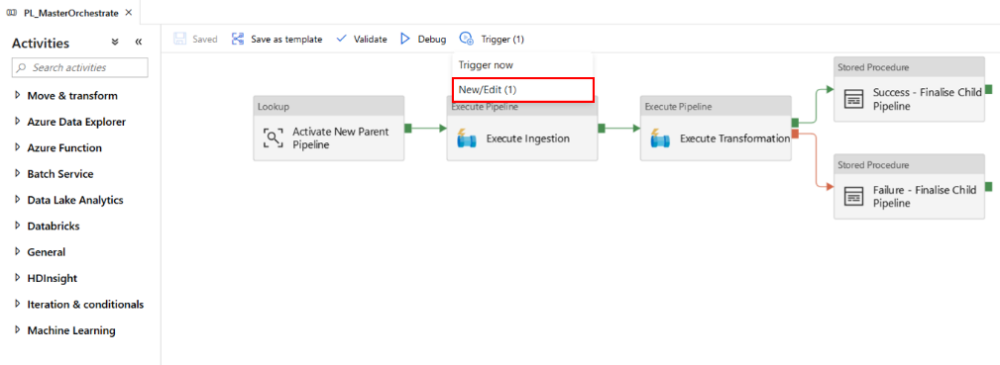 PL_MasterOrchestrate
Activities
Search activities
Move & transform
Azure Data Explorer
Azure Function
Batch Service
Data Lake Analytics
Databricks
General
HDInsight
Iteration & conditionals
Machine Learning
Saved
Save as template
Validate
Debug
Trigger (1)
Trigger now
New/Edit (1)
Lookup
Activate New Parent
Pipeline
Execute Pipeline
Execute Ingestion
Execute Pipeline
Execute Transformation
Stored Procedure
Success - Finalise Child
Pipeline
Stored Procedure
Failure - Finalise Child
Pipeline